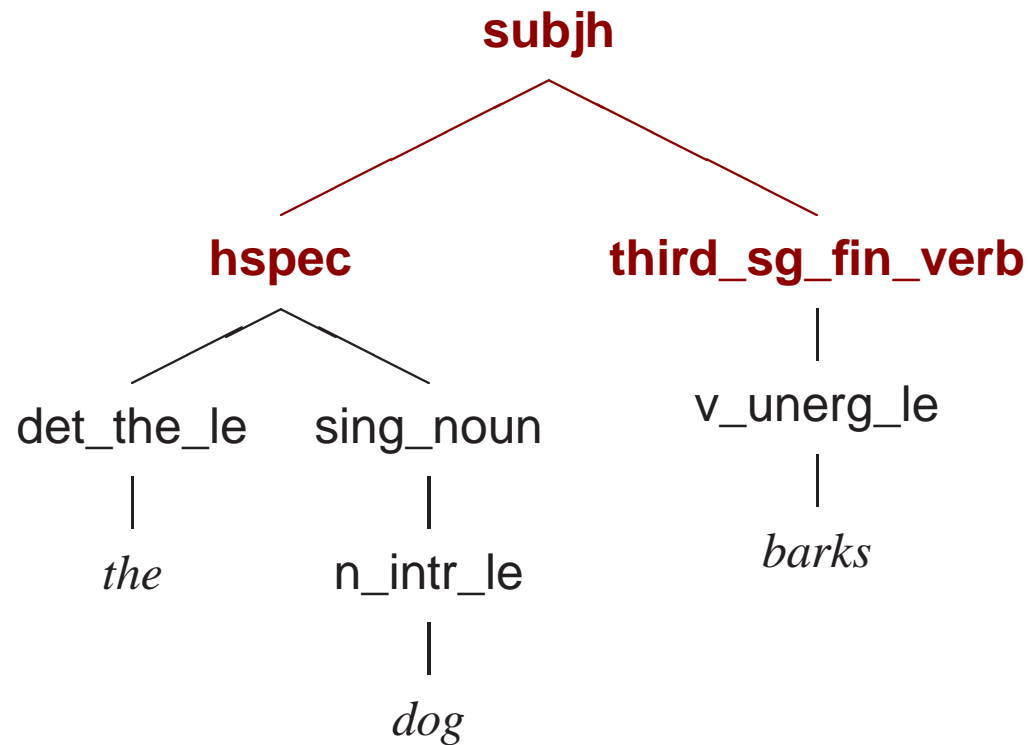 subjh
hspec third_sg_fin_verb
det_the_le sing_noun v_unerg_le
the n_intr_le barks
dog